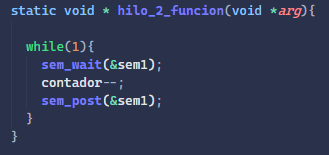 static void * hilo_2_funcion(void *arg){
while(1){
sem_wait(&sem1);
contador--;
sem_post(&sem1);
}
}